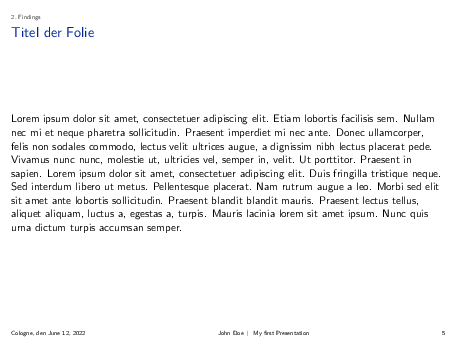 2. Findings
Titel der Folie
Lorem ipsum dolor sit amet, consectetuer adipiscing elit. Etiam lobortis facilisis sem. Nullam
nec mi et neque pharetra sollicitudin. Praesent imperdiet mi nec ante. Donec ullamcorper,
felis non sodales commodo, lectus velit ultrices augue, a dignissim nibh lectus placerat pede.
Vivamus nunc nunc, molestie ut, ultricies vel, semper in, velit. Ut porttitor. Praesent in
sapien. Lorem ipsum dolor sit amet, consectetuer adipiscing elit. Duis fringilla tristique neque.
Sed interdum libero ut metus. Pellentesque placerat. Nam rutrum augue a leo. Morbi sed elit
sit amet ante lobortis sollicitudin. Praesent blandit blandit mauris. Praesent lectus tellus,
aliquet aliquam, luctus a, egestas a, turpis. Mauris lacinia lorem sit amet ipsum. Nunc quis
urna dictum turpis accumsan semper.
Cologne, den June 12, 2022 John Doe | My first Presentation 5